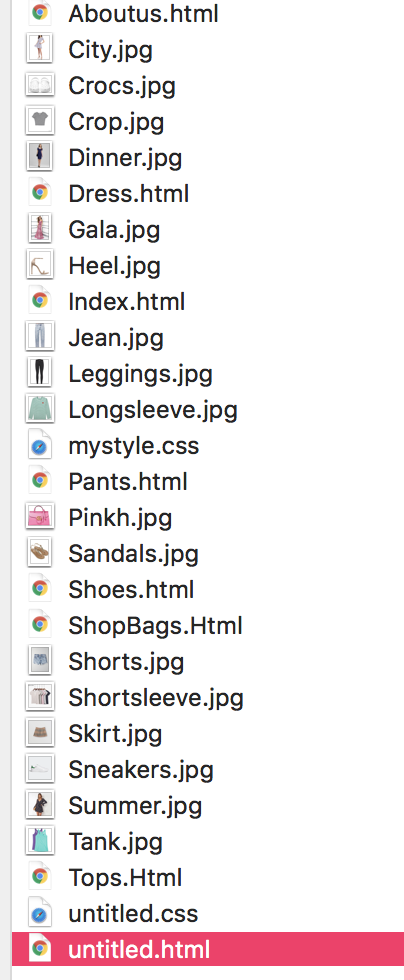 Aboutus.html
City.jpg
Crocs.jpg
Crop.jpg
Dinner.jpg
Dress.html
Gala.jpg
Heel.jpg
Index.html
Jean.jpg
Leggings.jpg
Longsleeve.jpg
mystyle.css
Pants.html
Pinkh.jpg
Sandals.jpg
Shoes.html
ShopBags.Html
Shorts.jpg
Shortsleeve.jpg
Skirt.jpg
Sneakers.jpg
Summer.jpg
Tank.jpg
Tops.Html
untitled.css
untitled.html